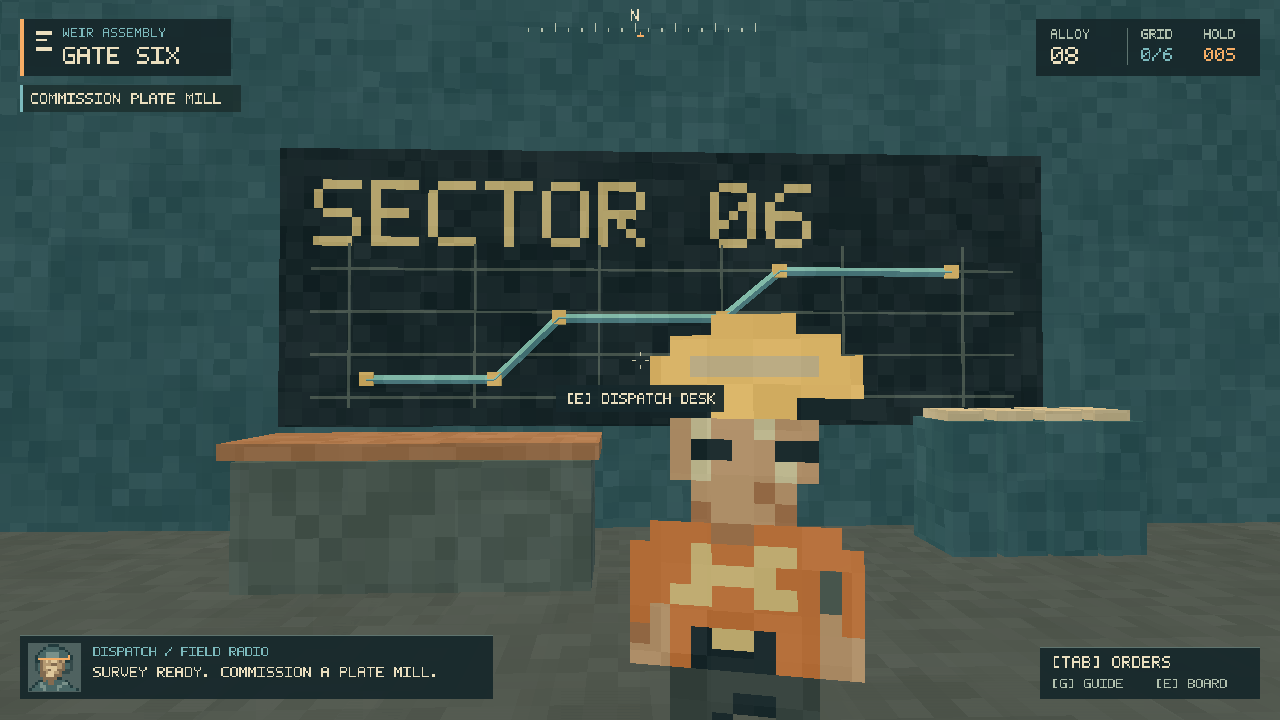 N
WEIR ASSEMBLY
GATE SIX
COMMISSION PLATE MILL
ALLOY GRID HOLD
08 0/6 005
SECTOR 06
[E] DISPATCH DESK
DISPATCH / FIELD RADIO
SURVEY READY. COMMISSION A PLATE MILL.
[TAB] ORDERS
[G] GUIDE [E] BOARD